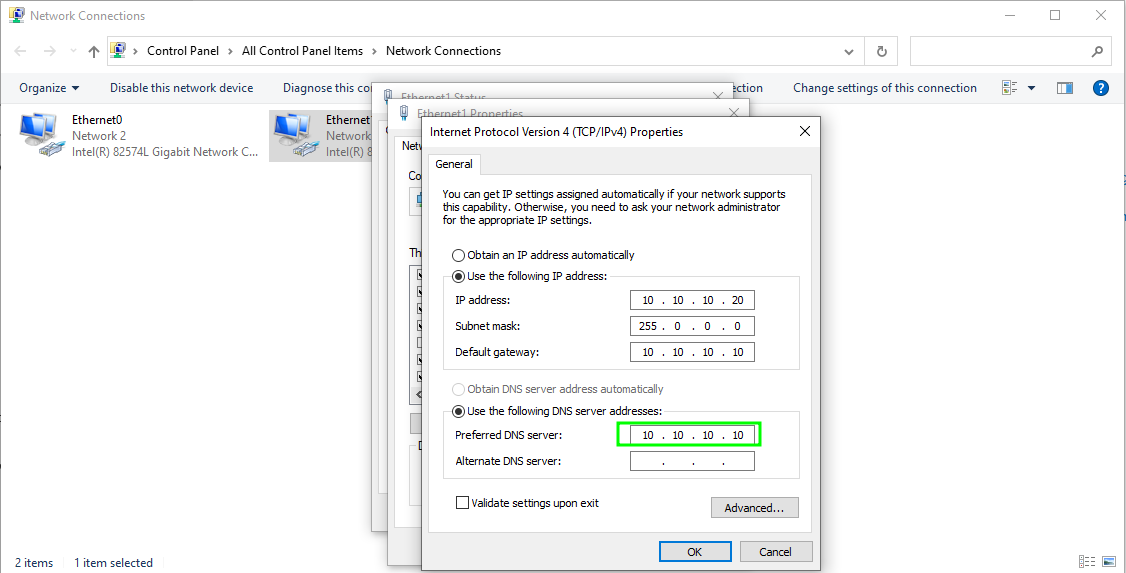 Network Connections
Control Panel > All Control Panel Items > Network Connections
Organize Disable this network device Diagnose this co ection Change settings of this connection
Ethernet0
Network 2
Intel(R) 82574L Gigabit Network C...
Ethernet
Network
Intel(R) 8
Ethernet1 Status
Ethernet1 Properties
Netw
Co
Th
Internet Protocol Version 4 (TCP/IPv4) Properties
General
You can get IP settings assigned automatically if your network supports
this capability. Otherwise, you need to ask your network administrator
for the appropriate IP settings.
Obtain an IP address automatically
Use the following IP address:
IP address: 10 . 10 . 10 . 20
Subnet mask: 255 . 0 . 0 . 0
Default gateway: 10 . 10 . 10 . 10
Obtain DNS server address automatically
Use the following DNS server addresses:
Preferred DNS server: 10 . 10 . 10 . 10
Alternate DNS server: . . .
Validate settings upon exit
Advanced...
OK Cancel
2 items 1 item selected